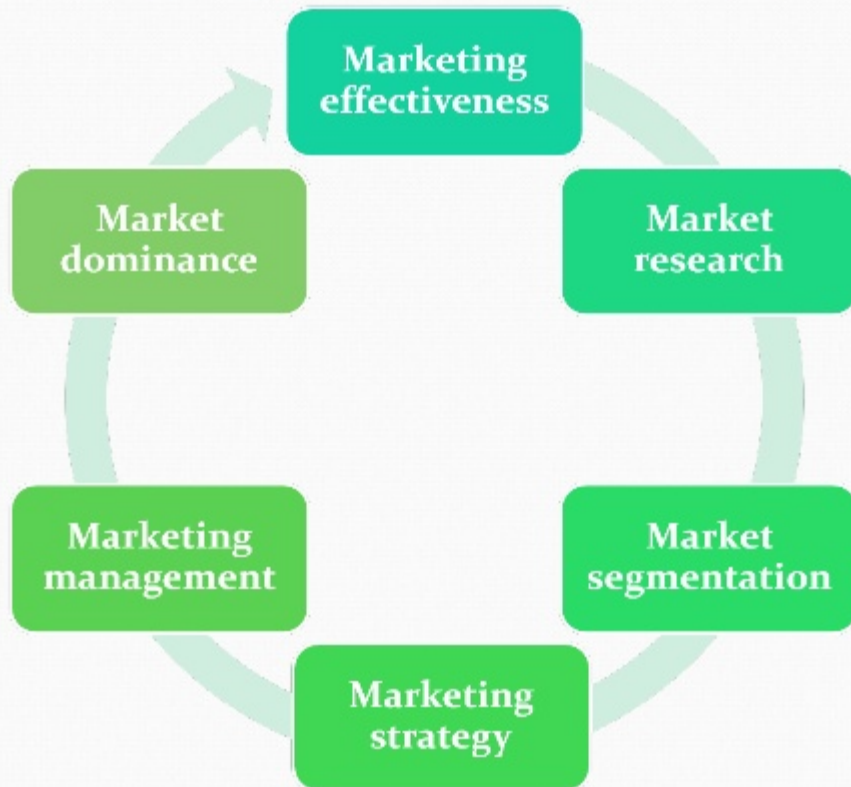 Marketing
effectiveness
Market
research
Market
segmentation
Marketing
strategy
Marketing
management
Market
dominance